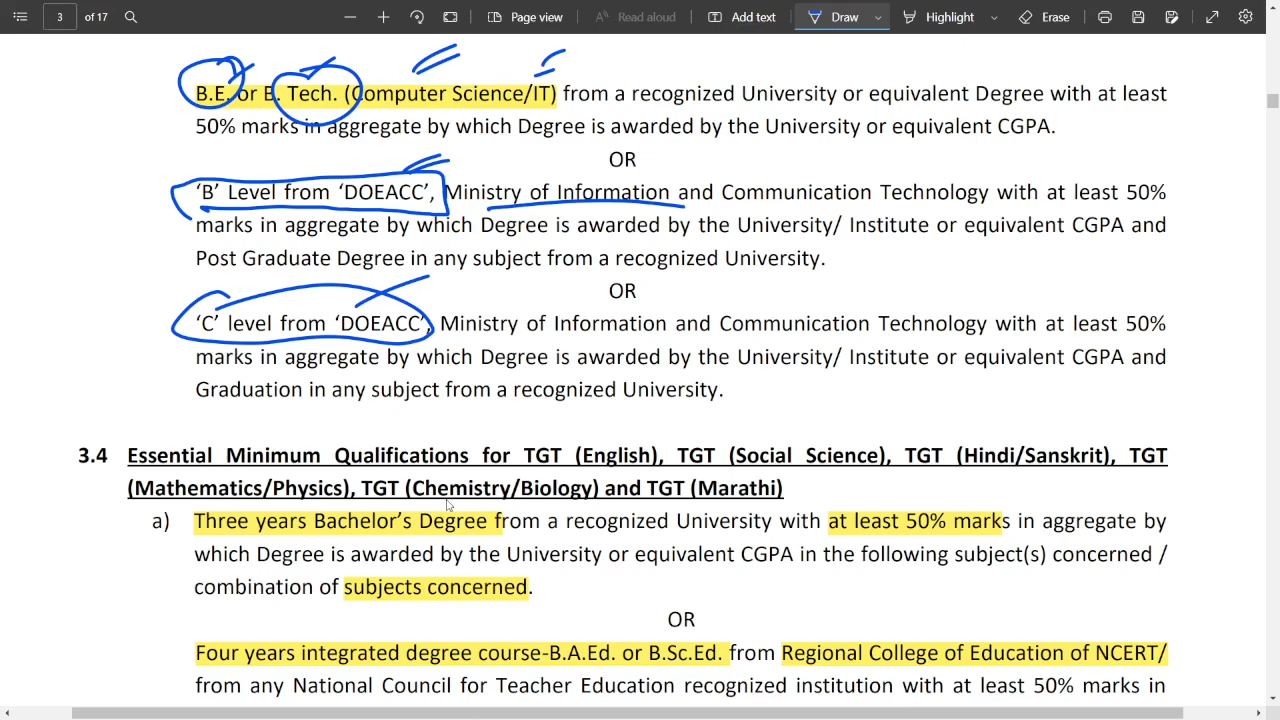 3 of 17 Page view Read aloud Add text Draw Highlight Erase
B.E. or B. Tech. (Computer Science/IT) from a recognized University or equivalent Degree with at least
50% marks in aggregate by which Degree is awarded by the University or equivalent CGPA.
OR
‘B’ Level from ‘DOEACC’, Ministry of Information and Communication Technology with at least 50%
marks in aggregate by which Degree is awarded by the University/ Institute or equivalent CGPA and
Post Graduate Degree in any subject from a recognized University.
OR
‘C’ level from ‘DOEACC’, Ministry of Information and Communication Technology with at least 50%
marks in aggregate by which Degree is awarded by the University/ Institute or equivalent CGPA and
Graduation in any subject from a recognized University.
3.4 Essential Minimum Qualifications for TGT (English), TGT (Social Science), TGT (Hindi/Sanskrit), TGT
(Mathematics/Physics), TGT (Chemistry/Biology) and TGT (Marathi)
a) Three years Bachelor’s Degree from a recognized University with at least 50% marks in aggregate by
which Degree is awarded by the University or equivalent CGPA in the following subject(s) concerned /
combination of subjects concerned.
OR
Four years integrated degree course-B.A.Ed. or B.Sc.Ed. from Regional College of Education of NCERT/
from any National Council for Teacher Education recognized institution with at least 50% marks in